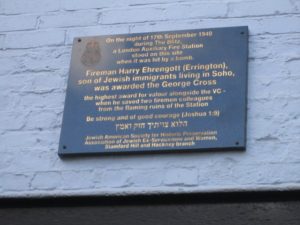 On the night of 17th September 1940
during The Blitz,
a London Auxiliary Fire Station
stood on this site
when it was hit by a bomb.
Fireman Harry Ehrengott (Errington),
son of Jewish immigrants living in Soho,
was awarded the George Cross
the highest award for valour alongside the VC -
when he saved two firemen colleagues
from the flaming ruins of the Station
Be strong and of good courage (Joshua 1:9)
הלוא צויתיך חזק ואמץ
Jewish American Society for Historic Preservation
Association of Jewish Ex-Servicemen and Women,
Stamford Hill and Hackney branch